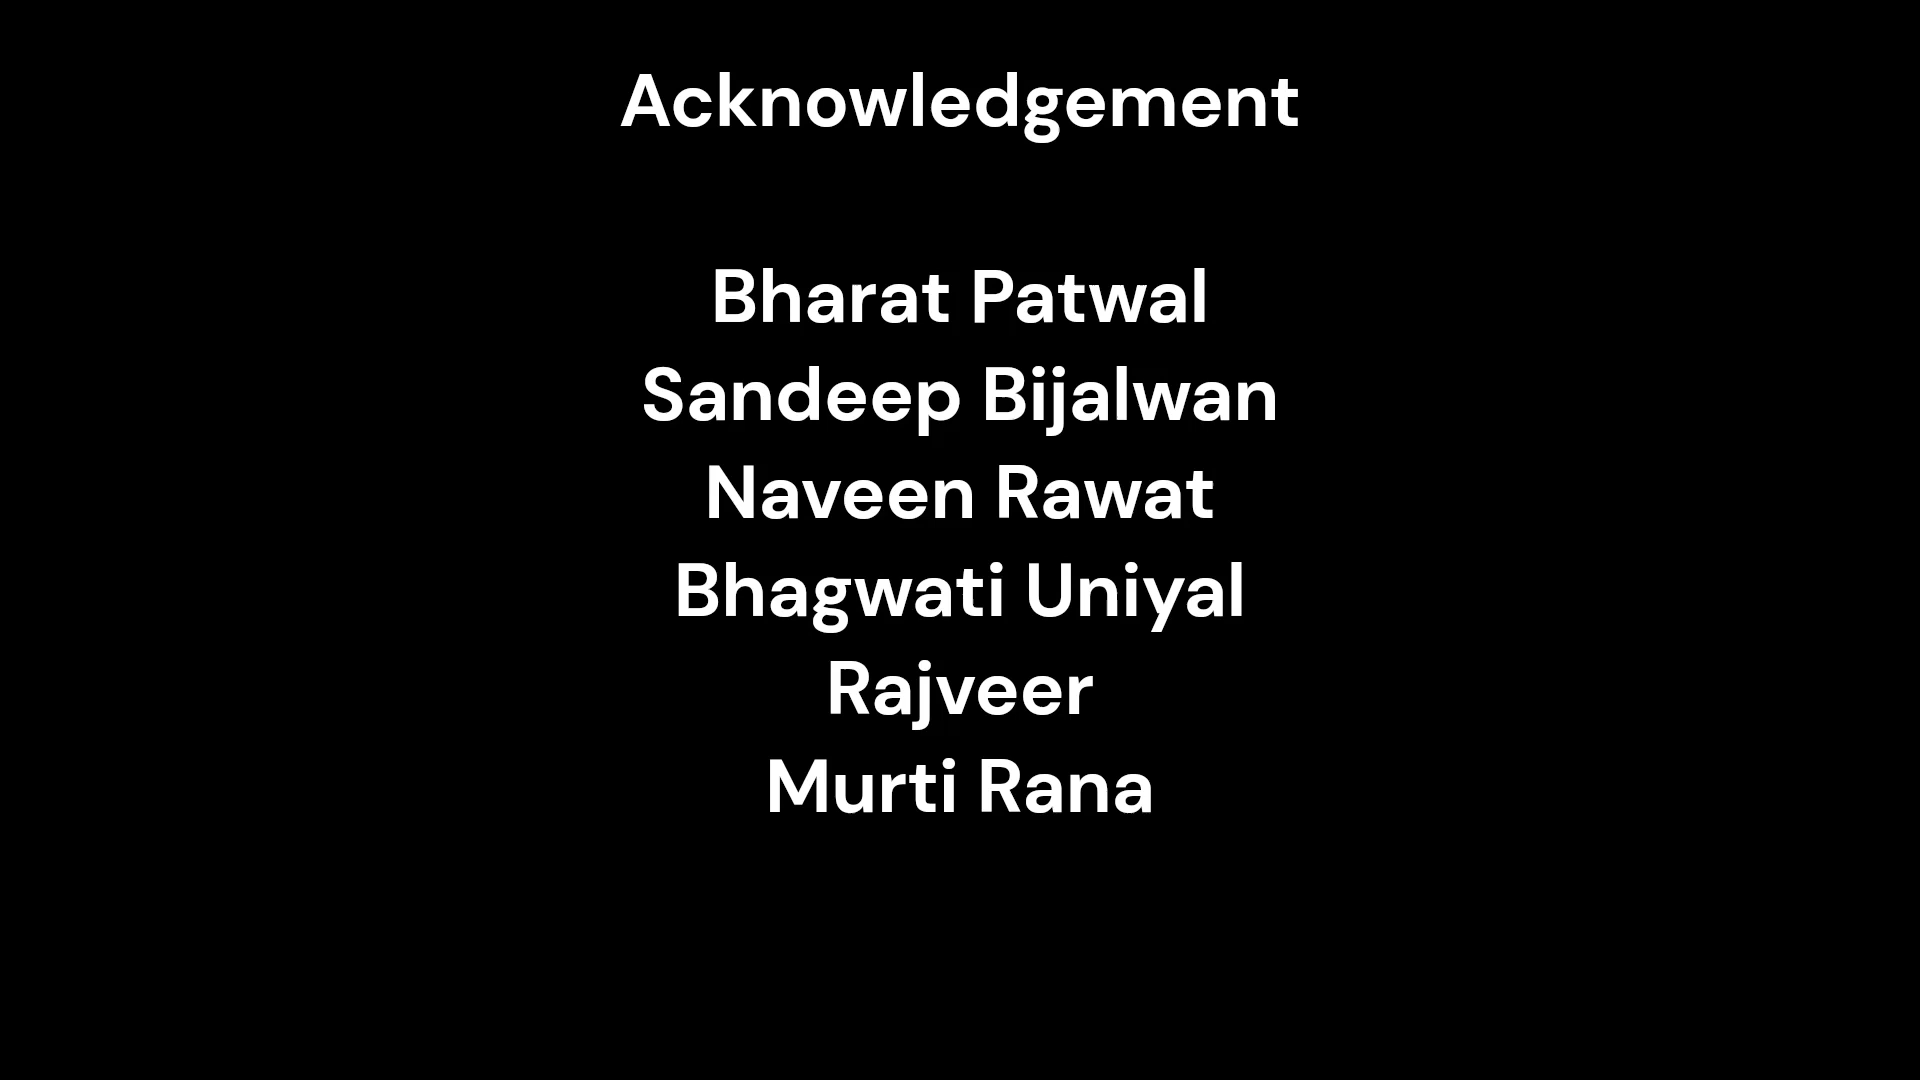 Acknowledgement
Bharat Patwal
Sandeep Bijalwan
Naveen Rawat
Bhagwati Uniyal
Rajveer
Murti Rana